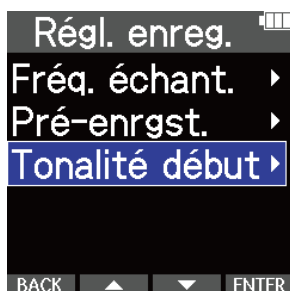 Régl. enreg.
Fréq. échant.
Pré-enrgst.
Tonalité début
BACK ENTER